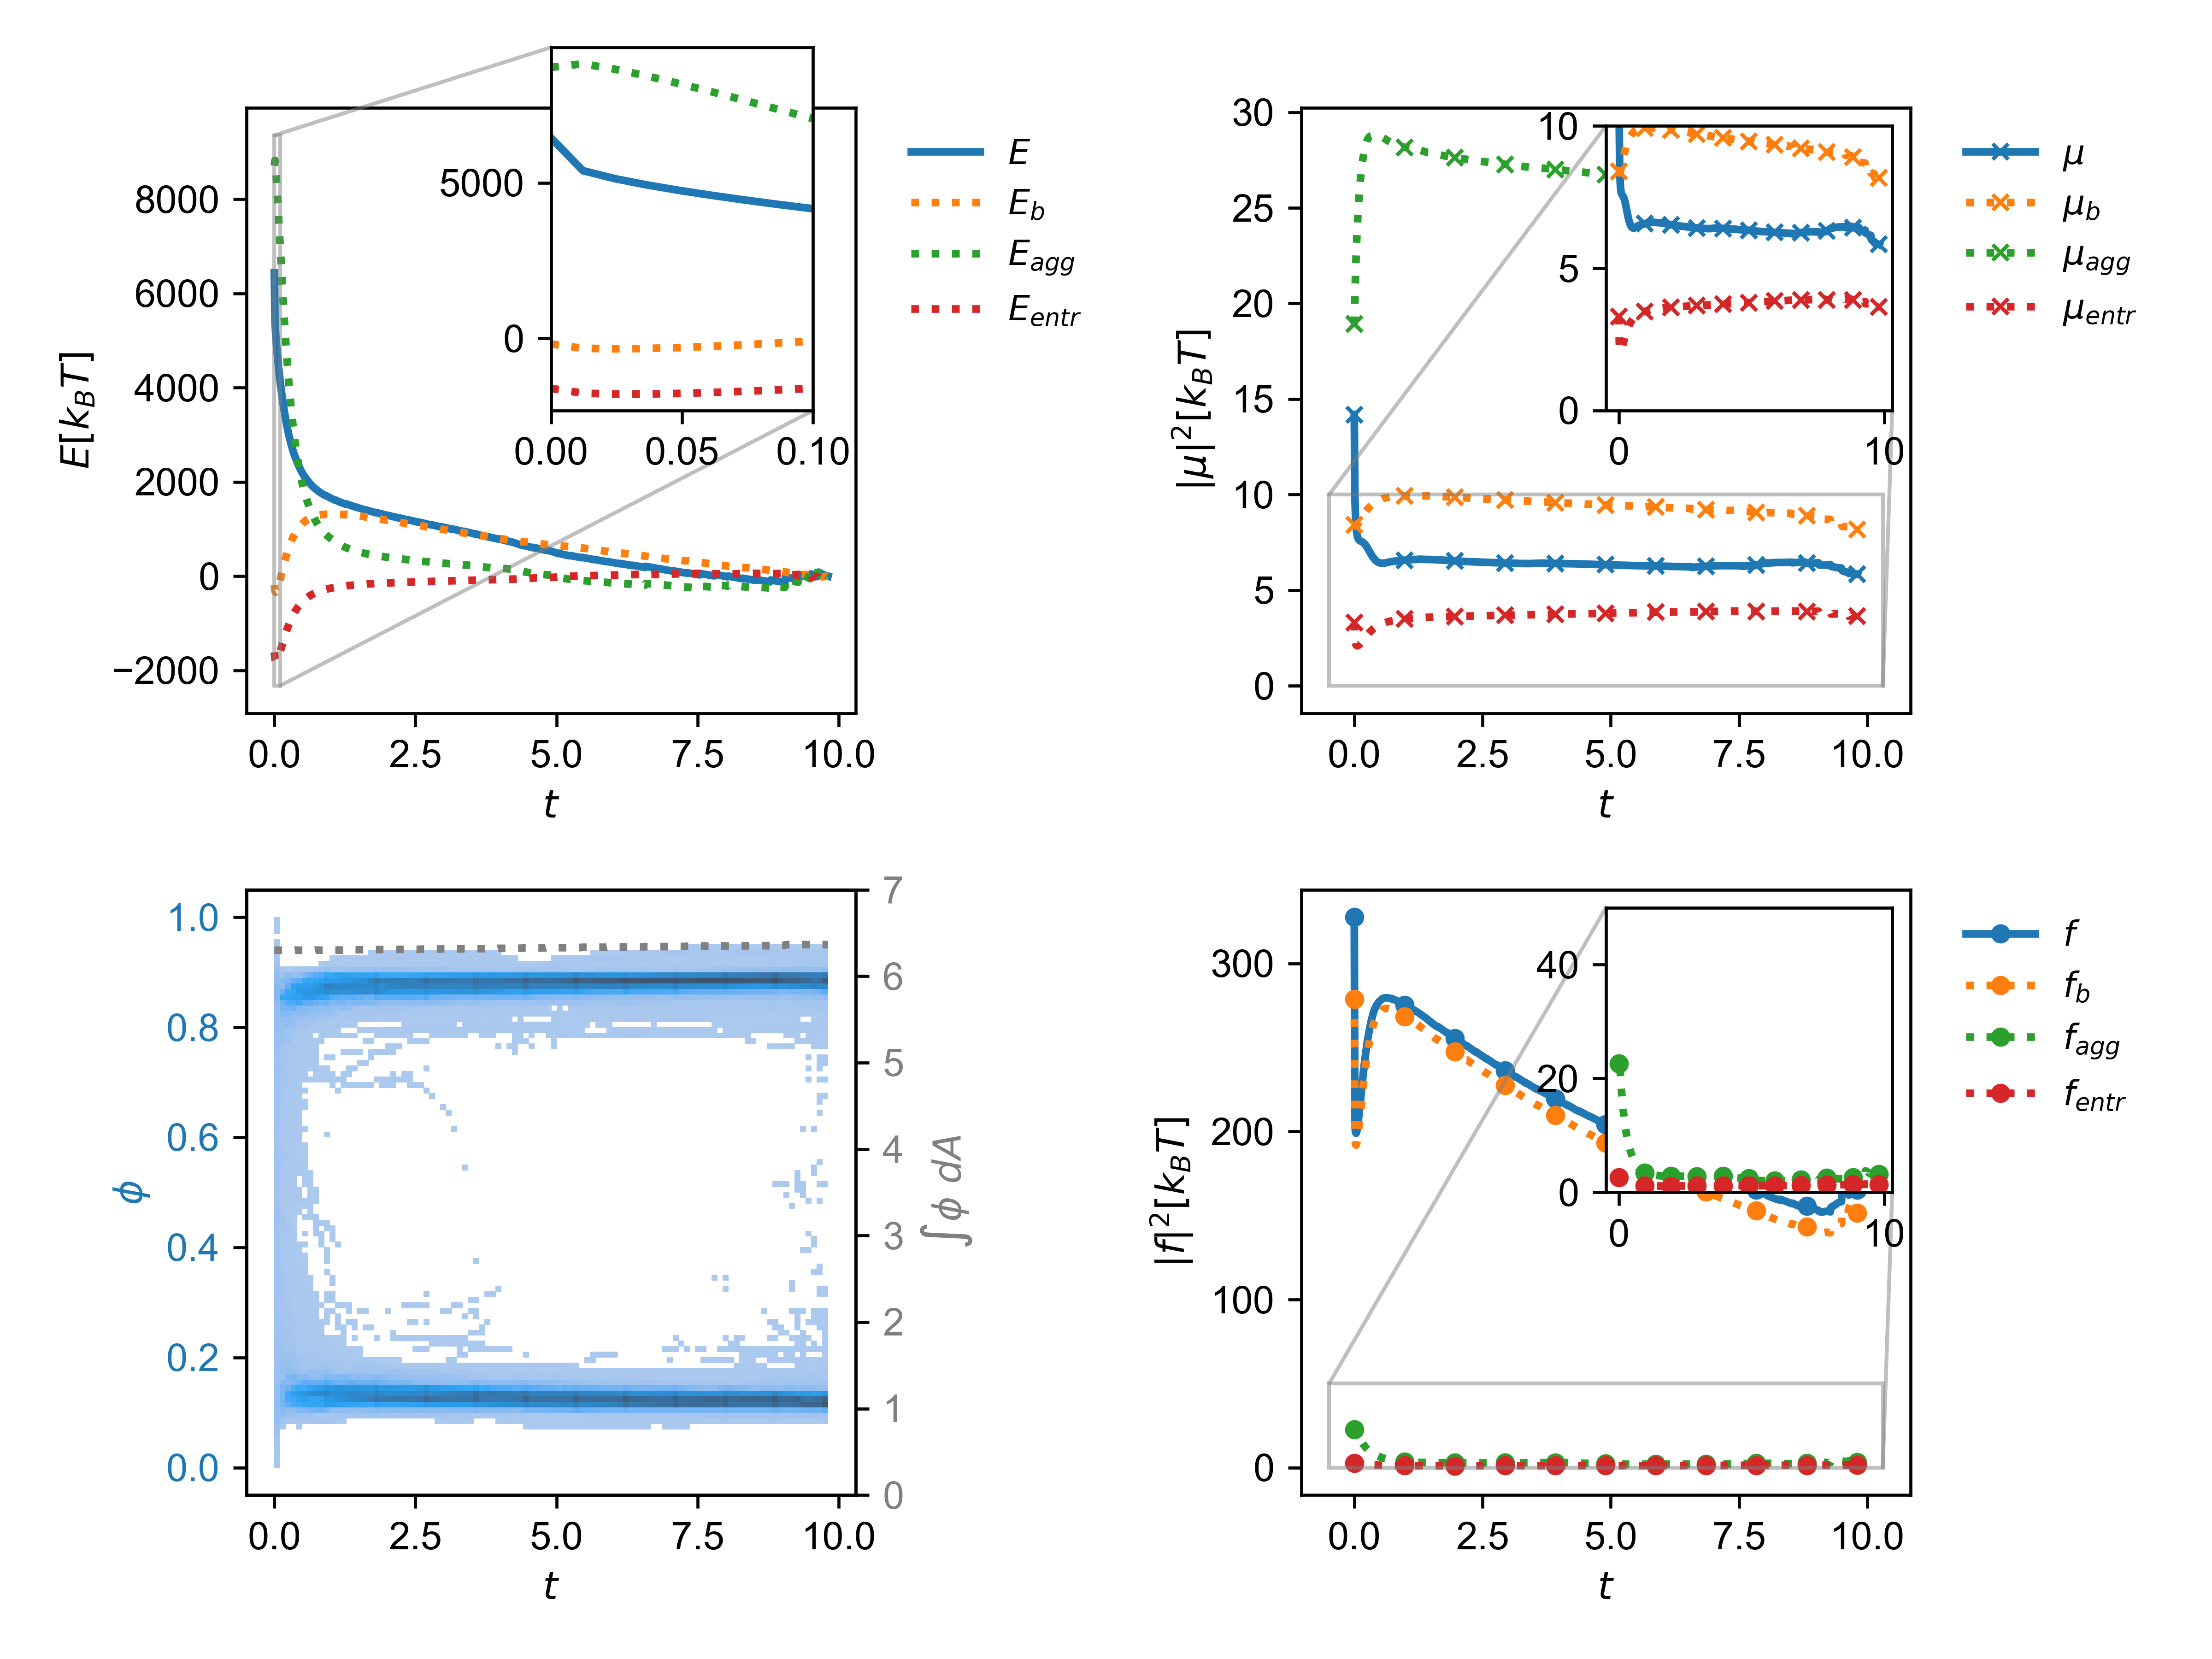 E[k_BT]
8000
6000
4000
2000
0
−2000
0.0 2.5 5.0 7.5 10.0
t
5000
0
0.00 0.05 0.10
E
E_b
E_agg
E_entr
|μ|²[k_BT]
30
25
20
15
10
5
0
0.0 2.5 5.0 7.5 10.0
t
10
5
0
0 10
μ
μ_b
μ_agg
μ_entr
ϕ
1.0
0.8
0.6
0.4
0.2
0.0
0.0 2.5 5.0 7.5 10.0
t
7
6
5
4
3
2
1
0
∫ ϕ dA
|f|²[k_BT]
300
200
100
0
0.0 2.5 5.0 7.5 10.0
t
40
20
0
0 10
f
f_b
f_agg
f_entr